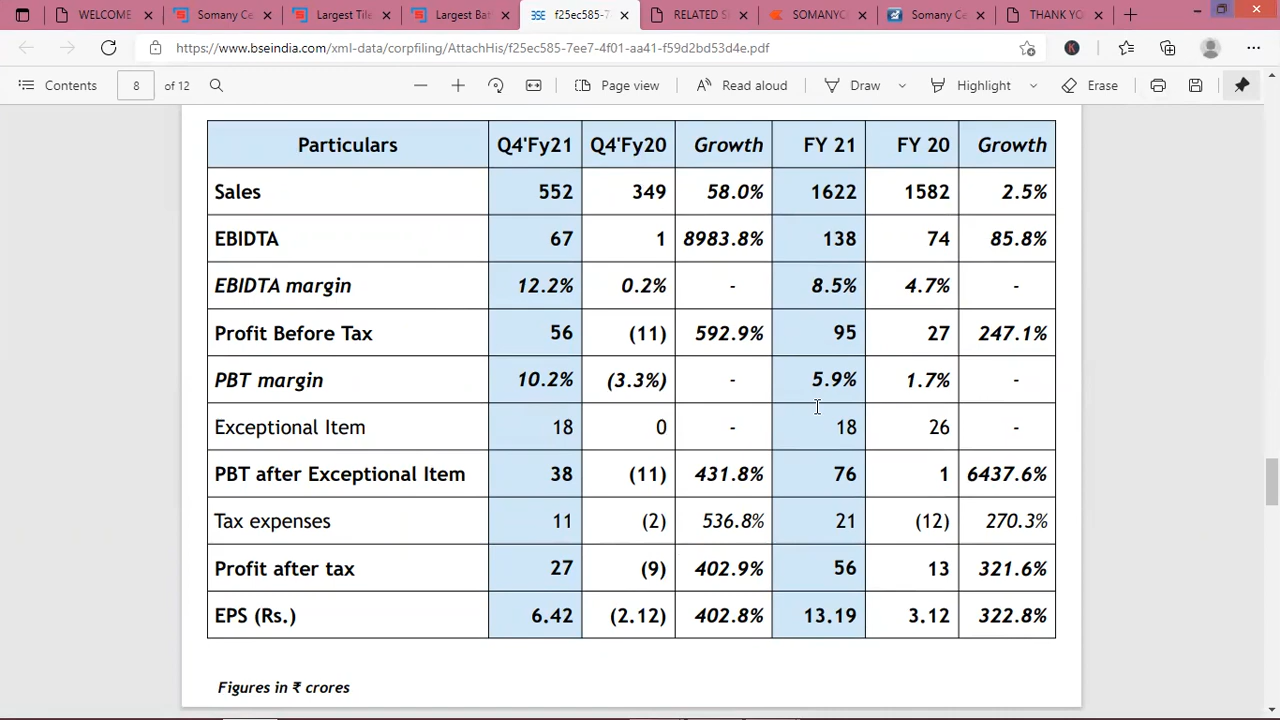 WELCOME
Somany Ce
Largest Tile
Largest Bat
f25ec585-7
RELATED S
SOMANYC
Somany Ce
THANK YO
https://www.bseindia.com/xml-data/corpfiling/AttachHis/f25ec585-7ee7-4f01-aa41-f59d2bd53d4e.pdf
K
Contents 8 of 12 Page view Read aloud Draw Highlight Erase
Particulars Q4'Fy21 Q4'Fy20 Growth FY 21 FY 20 Growth
Sales 552 349 58.0% 1622 1582 2.5%
EBIDTA 67 1 8983.8% 138 74 85.8%
EBIDTA margin 12.2% 0.2% - 8.5% 4.7% -
Profit Before Tax 56 (11) 592.9% 95 27 247.1%
PBT margin 10.2% (3.3%) - 5.9% 1.7% -
Exceptional Item 18 0 - 18 26 -
PBT after Exceptional Item 38 (11) 431.8% 76 1 6437.6%
Tax expenses 11 (2) 536.8% 21 (12) 270.3%
Profit after tax 27 (9) 402.9% 56 13 321.6%
EPS (Rs.) 6.42 (2.12) 402.8% 13.19 3.12 322.8%
Figures in ₹ crores